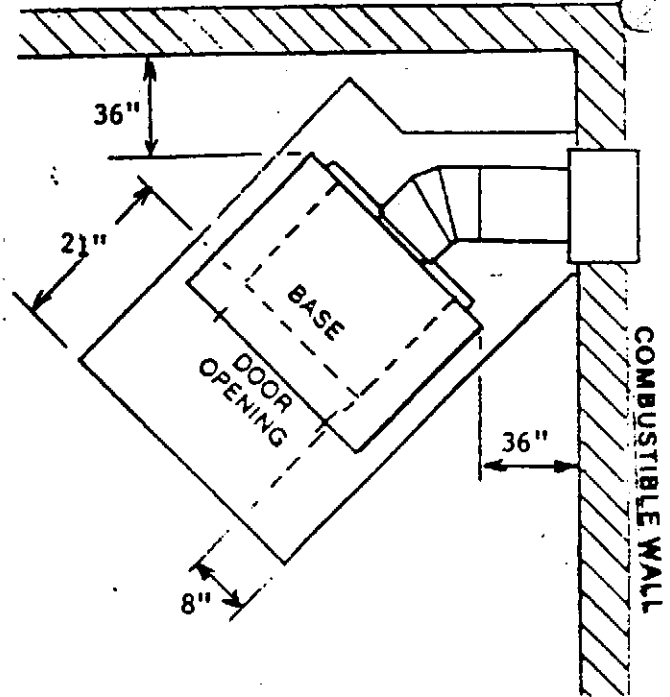 36"
21"
BASE
DOOR
OPENING
36"
8"
COMBUSTIBLE WALL